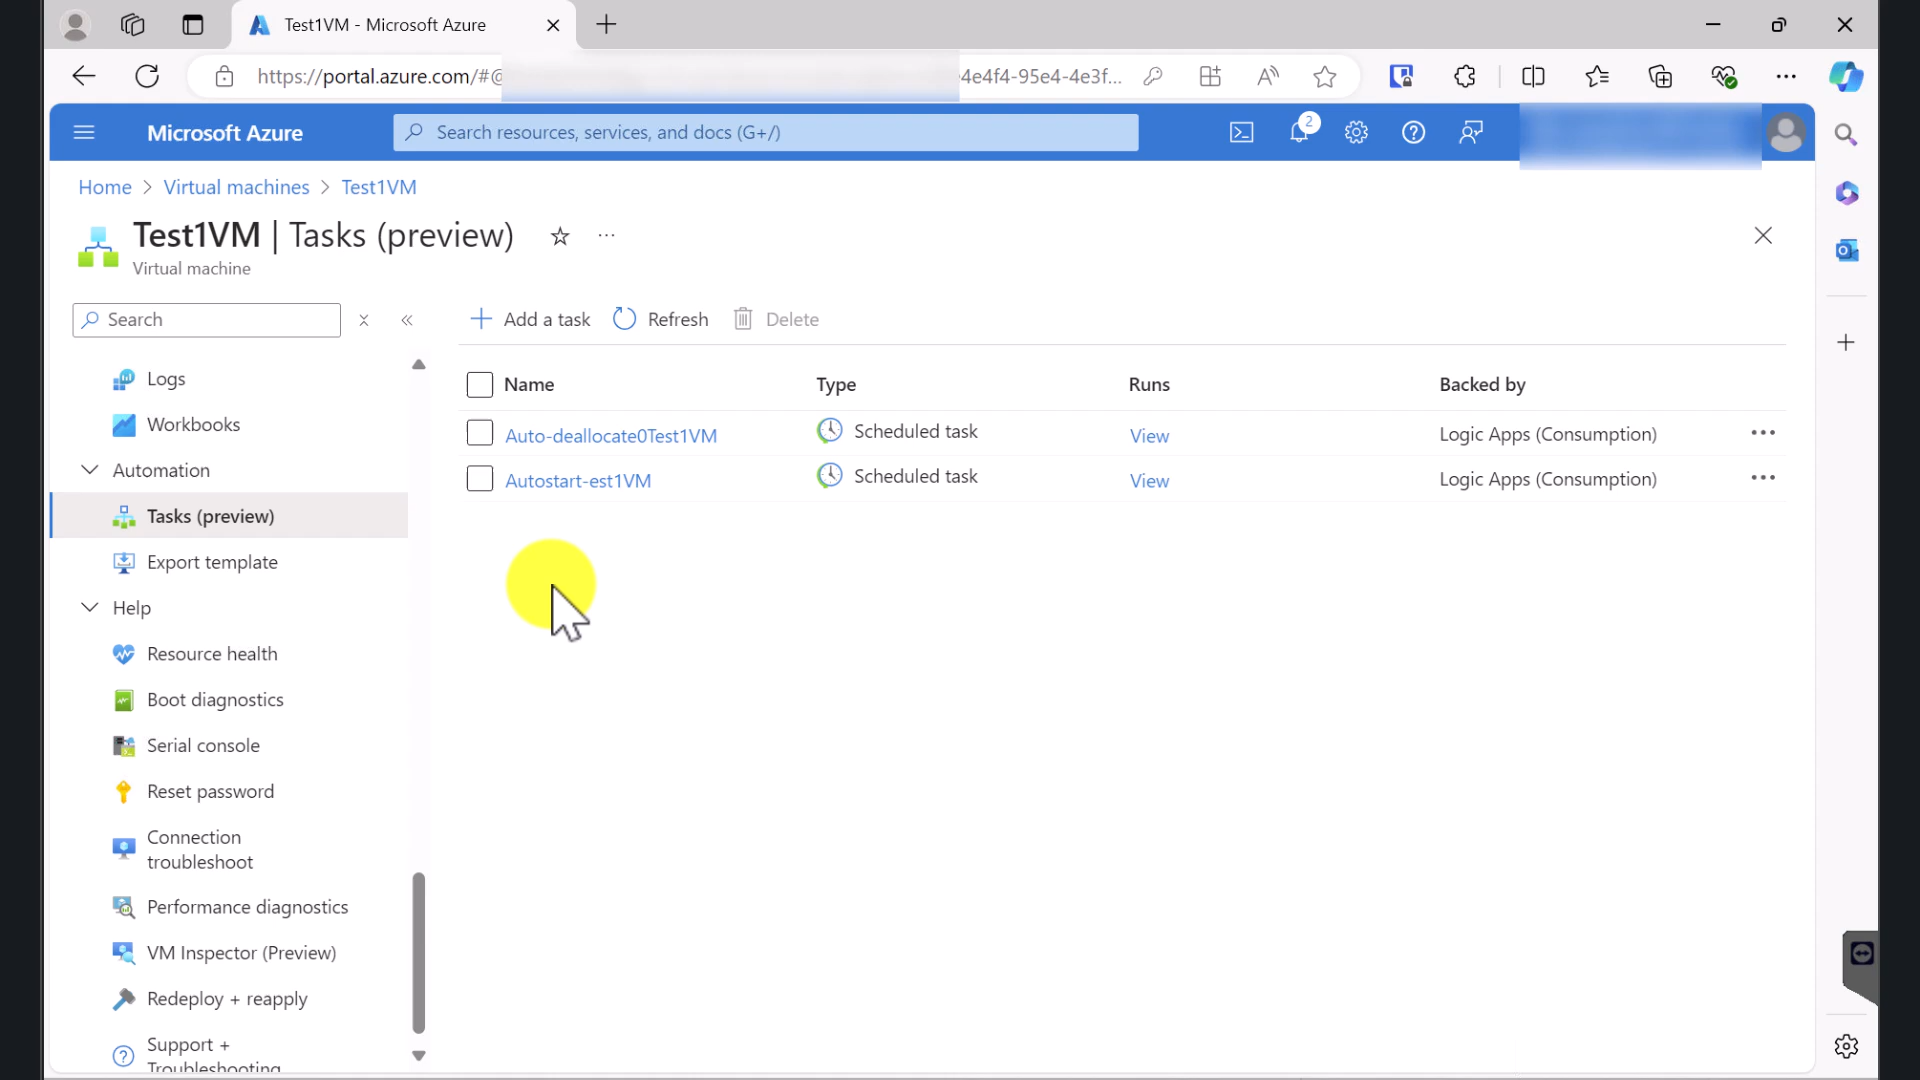 Test1VM - Microsoft Azure
https://portal.azure.com/#@
4e4f4-95e4-4e3f...
Microsoft Azure
Search resources, services, and docs (G+/)
2
Home > Virtual machines > Test1VM
Test1VM | Tasks (preview)
Virtual machine
Search
Add a task
Refresh
Delete
Logs
Workbooks
Automation
Tasks (preview)
Export template
Help
Resource health
Boot diagnostics
Serial console
Reset password
Connection
troubleshoot
Performance diagnostics
VM Inspector (Preview)
Redeploy + reapply
Support +
Troubleshooting
Name Type Runs Backed by
Auto-deallocate0Test1VM Scheduled task View Logic Apps (Consumption)
Autostart-est1VM Scheduled task View Logic Apps (Consumption)